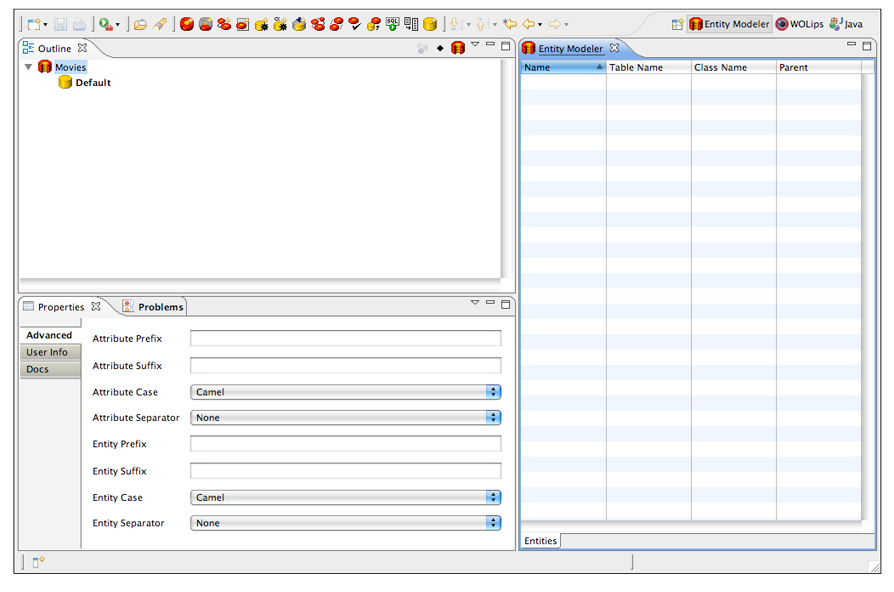 SQL
Entity Modeler WOLips Java
Outline
Movies
Default
Entity Modeler
Name Table Name Class Name Parent
Properties Problems
Advanced
User Info
Docs
Attribute Prefix
Attribute Suffix
Attribute Case Camel
Attribute Separator None
Entity Prefix
Entity Suffix
Entity Case Camel
Entity Separator None
Entities